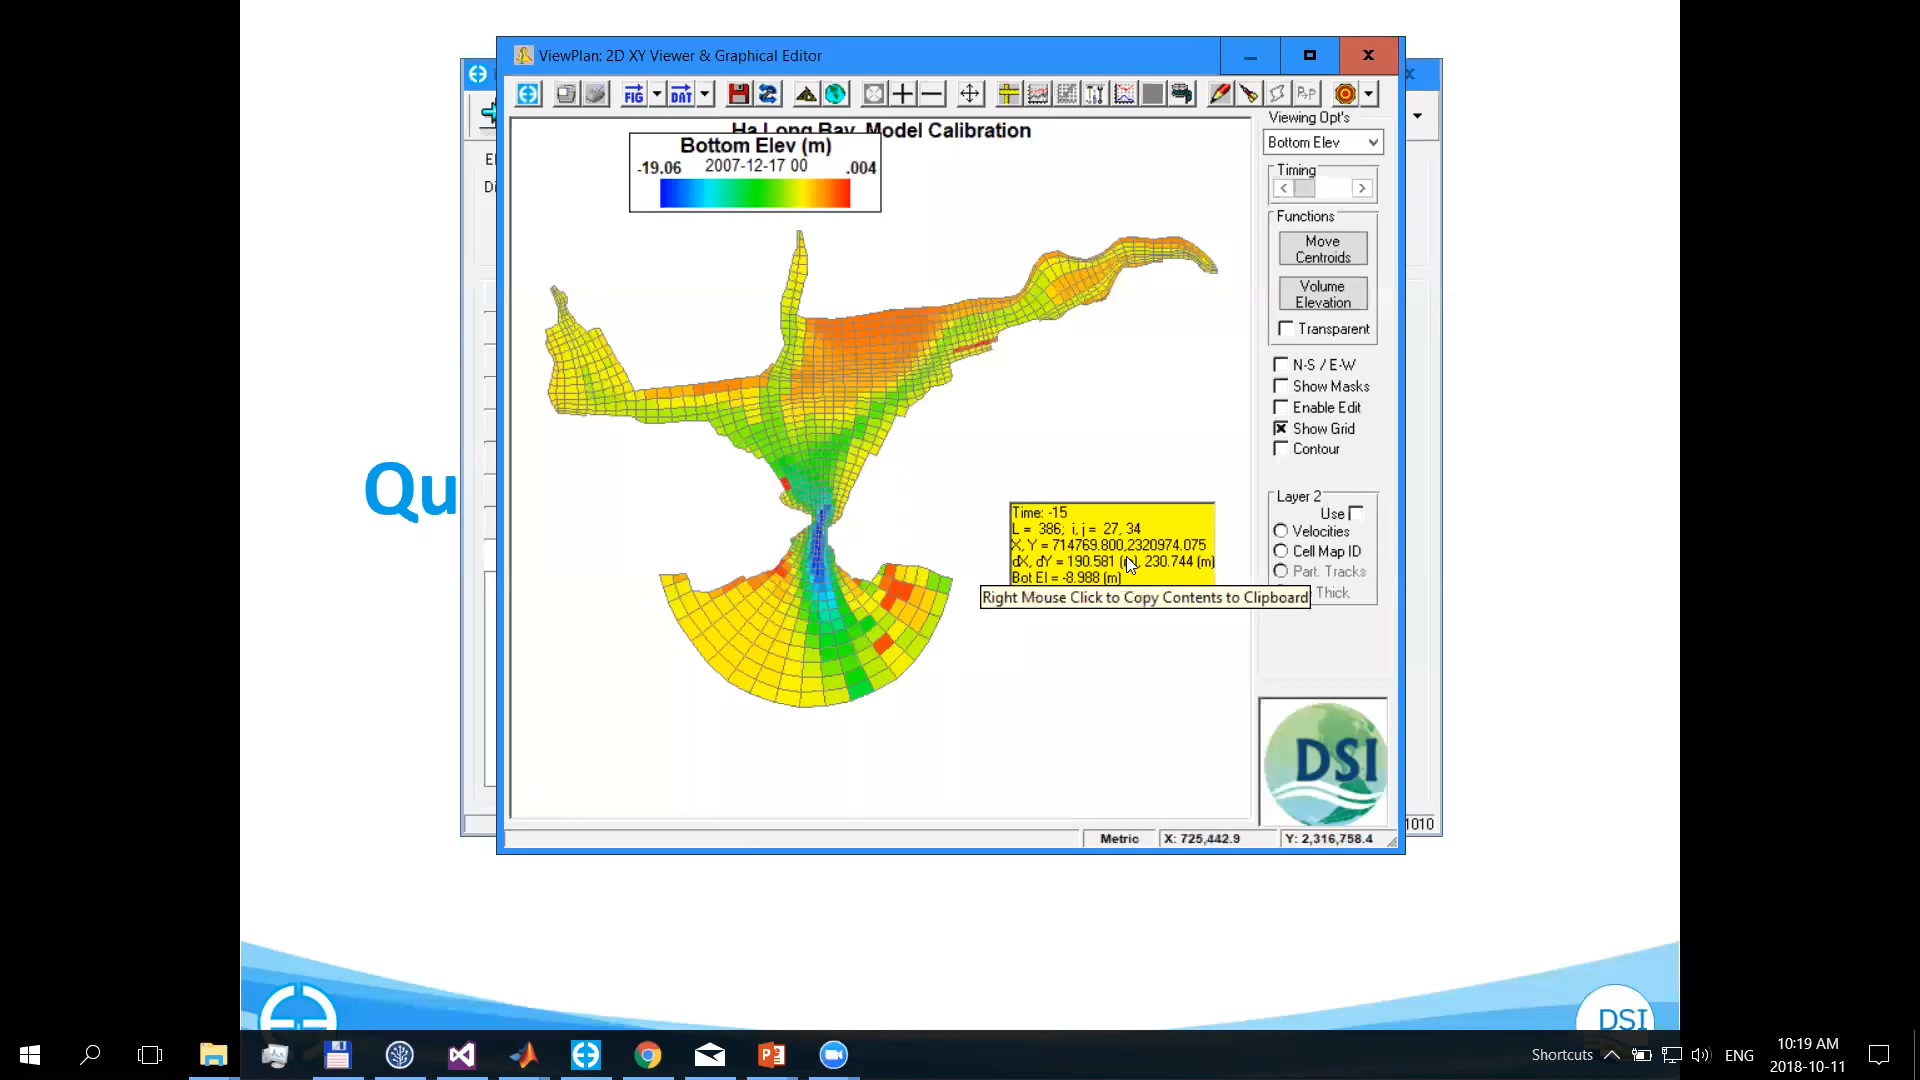 ViewPlan: 2D XY Viewer & Graphical Editor
FIG
DAT
P2P
Ha Long Bay, Model Calibration
Bottom Elev (m)
-19.06
2007-12-17 00
.004
Viewing Opt's
Bottom Elev
Timing
Functions
Move
Centroids
Volume
Elevation
Transparent
N-S / E-W
Show Masks
Enable Edit
Show Grid
Contour
Layer 2
Use
Velocities
Cell Map ID
Part. Tracks
Thick
Time: -15
L = 386; i, j = 27, 34
X, Y = 714769.800,2320974.075
dX, dY = 190.581 (m), 230.744 (m)
Bot El = -8.988 (m)
Right Mouse Click to Copy Contents to Clipboard
DSI
Metric
X: 725,442.9
Y: 2,316,758.4
El
Di
Qu
1010
DSI
Shortcuts
ENG
10:19 AM
2018-10-11